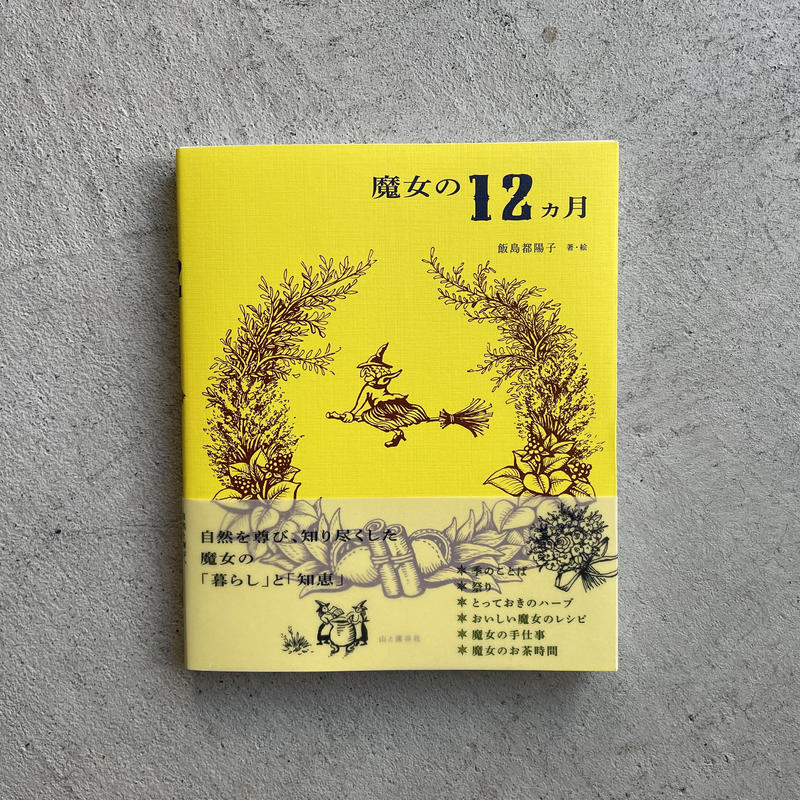 魔女の12ヵ月
飯島都陽子 著・絵
自然を尊び、知り尽くした
魔女の
「暮らし」と「知恵」
＊季のことば
＊祭り
＊とっておきのハーブ
＊おいしい魔女のレシピ
＊魔女の手仕事
＊魔女のお茶時間
山と溪谷社